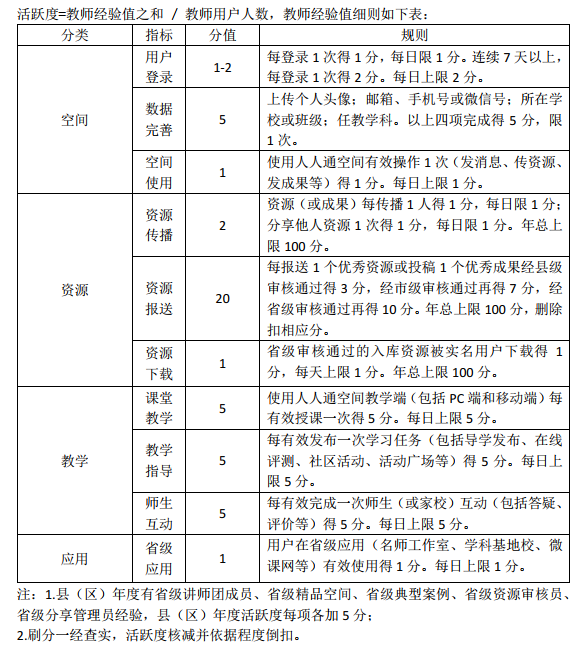 活跃度=教师经验值之和 / 教师用户人数，教师经验值细则如下表：
分类 指标 分值 规则
空间
用户登录 1-2
每登录 1 次得 1 分，每日限 1 分。连续 7 天以上，
每登录 1 次得 2 分。每日上限 2 分。
数据完善 5
上传个人头像；邮箱、手机号或微信号；所在
学校或班级；任教学科。以上四项完成得 5 分，限
1 次。
空间使用 1
使用人人通空间有效操作 1 次（发消息、传资源、
发成果等）得 1 分。每日上限 1 分。
资源
资源传播 2
资源（或成果）每传播 1 人得 1 分，每日限 1 分；
分享他人资源 1 次得 1 分，每日限 1 分。年总上
限 100 分。
资源报送 20
每报送 1 个优秀资源或投稿 1 个优秀成果经县级
审核通过得 3 分，经市级审核通过再得 7 分，经
省级审核通过再得 10 分。年总上限 100 分，删除
扣相应分。
资源下载 1
省级审核通过的入库资源被实名用户下载得 1
分，每天上限 1 分。年总上限 100 分。
教学
课堂教学 5
使用人人通空间教学端（包括 PC 端和移动端）每
有效授课一次得 5 分。每日上限 5 分。
教学指导 5
每有效发布一次学习任务（包括导学发布、在线
评测、社区活动、活动广场等）得 5 分。每日上
限 5 分。
师生互动 5
每有效完成一次师生（或家校）互动（包括答疑、
评价等）得 5 分。每日上限 5 分。
应用
省级应用 1
用户在省级应用（名师工作室、学科基地校、微
课网等）有效使用得 1 分。每日上限 1 分。
注：1.县（区）年度有省级讲师团成员、省级精品空间、省级典型案例、省级资源审核员、
省级分享管理员经验，县（区）年度活跃度每项各加 5 分；
2.刷分一经查实，活跃度核减并依据程度倒扣。